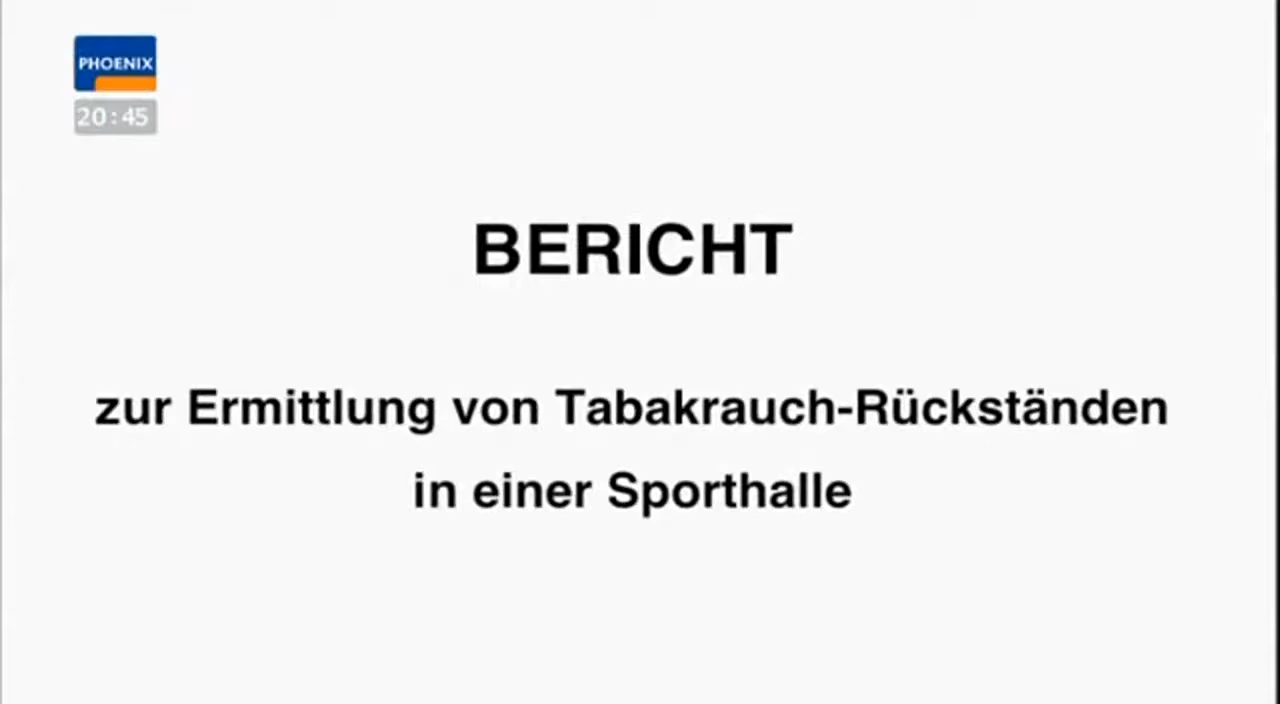 PHOENIX
20:45
BERICHT
zur Ermittlung von Tabakrauch-Rückständen
in einer Sporthalle